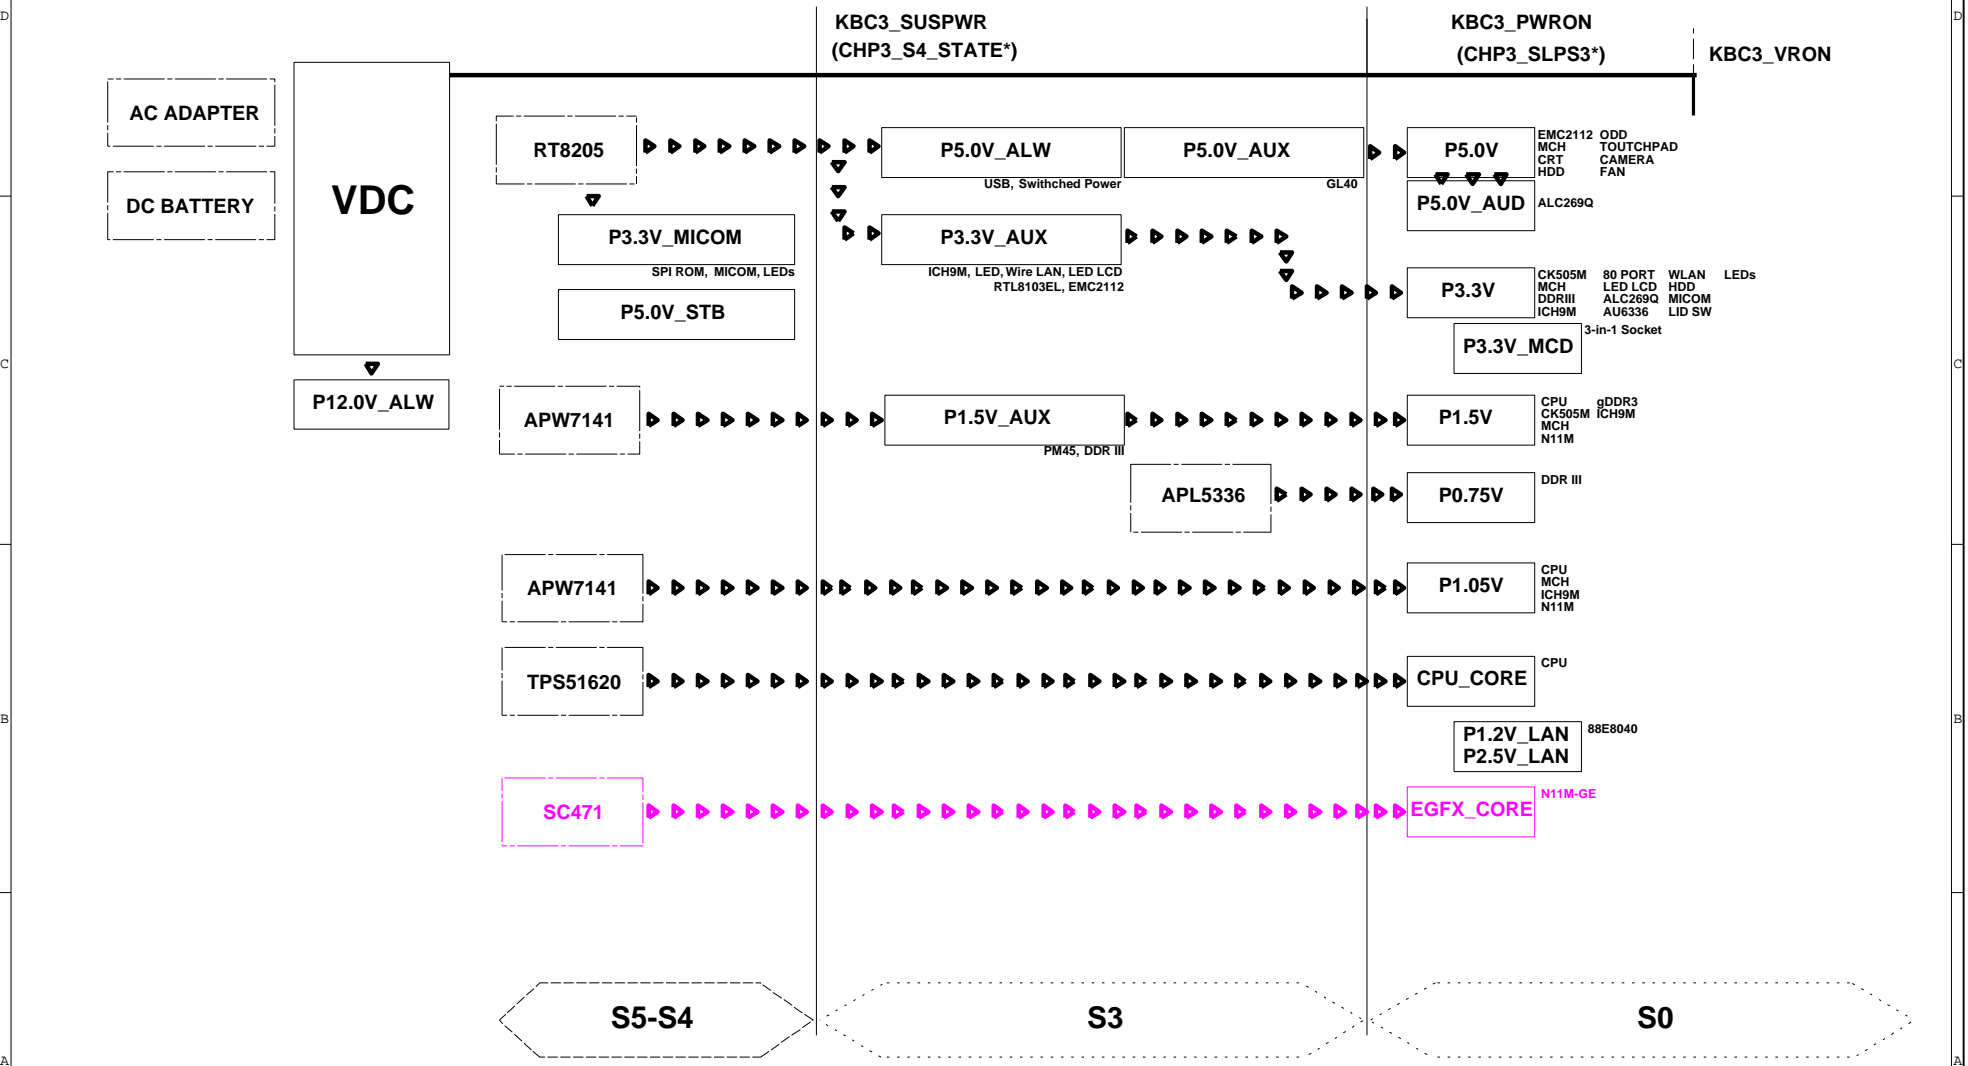 D
D
KBC3_SUSPWR
(CHP3_S4_STATE*)
KBC3_PWRON
(CHP3_SLPS3*)
KBC3_VRON
AC ADAPTER
DC BATTERY
VDC
P12.0V_ALW
RT8205
P5.0V_ALW
USB, Swithched Power
P5.0V_AUX
GL40
P5.0V
EMC2112 ODD
MCH TOUTCHPAD
CRT CAMERA
HDD FAN
P5.0V_AUD
ALC269Q
P3.3V_MICOM
SPI ROM, MICOM, LEDs
P5.0V_STB
P3.3V_AUX
ICH9M, LED, Wire LAN, LED LCD
RTL8103EL, EMC2112
P3.3V
CK505M 80 PORT WLAN LEDs
MCH LED LCD HDD
DDRIII ALC269Q MICOM
ICH9M AU6336 LID SW
3-in-1 Socket
P3.3V_MCD
C
C
APW7141
P1.5V_AUX
PM45, DDR III
P1.5V
CPU gDDR3
CK505M ICH9M
MCH
N11M
APL5336
P0.75V
DDR III
APW7141
P1.05V
CPU
MCH
ICH9M
N11M
TPS51620
CPU_CORE
CPU
B
B
P1.2V_LAN
P2.5V_LAN
88E8040
SC471
EGFX_CORE
N11M-GE
S5-S4
S3
S0
A
A